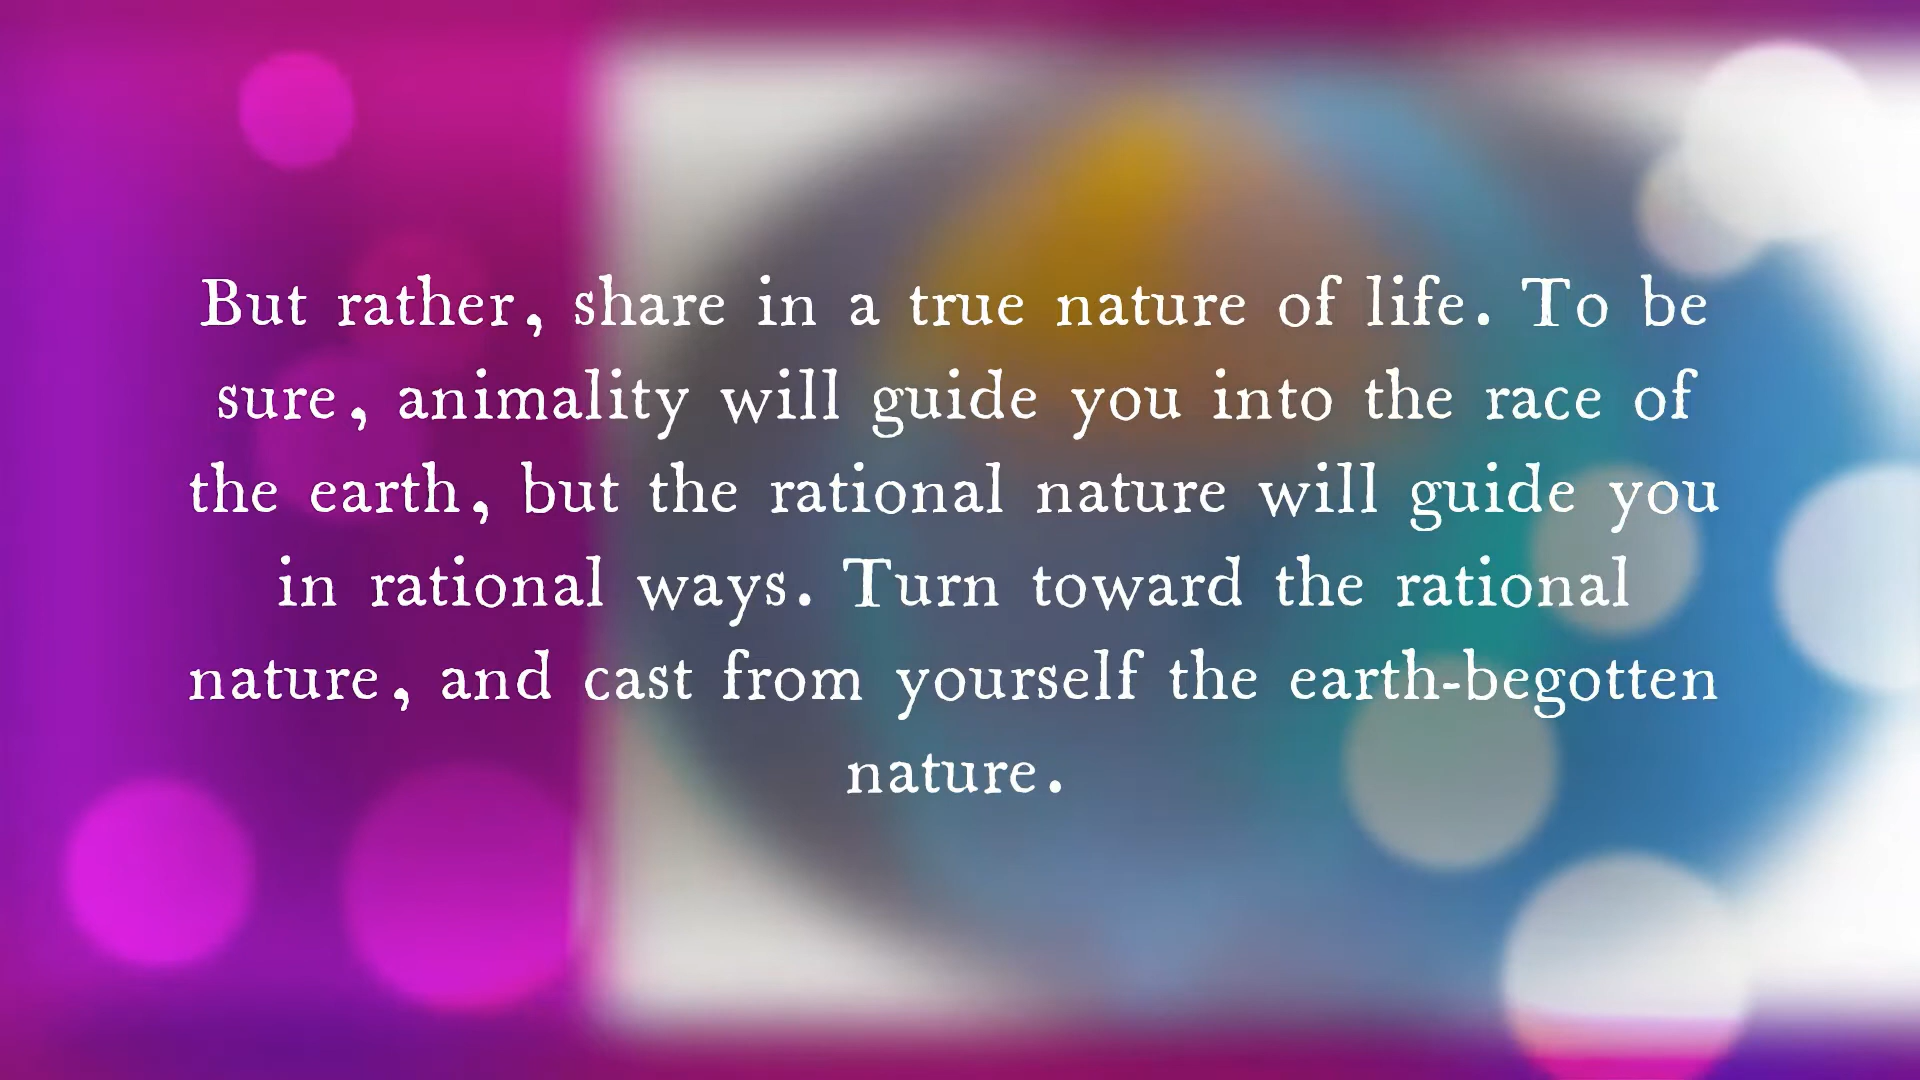 But rather, share in a true nature of life. To be
sure, animality will guide you into the race of
the earth, but the rational nature will guide you
in rational ways. Turn toward the rational
nature, and cast from yourself the earth-begotten
nature.